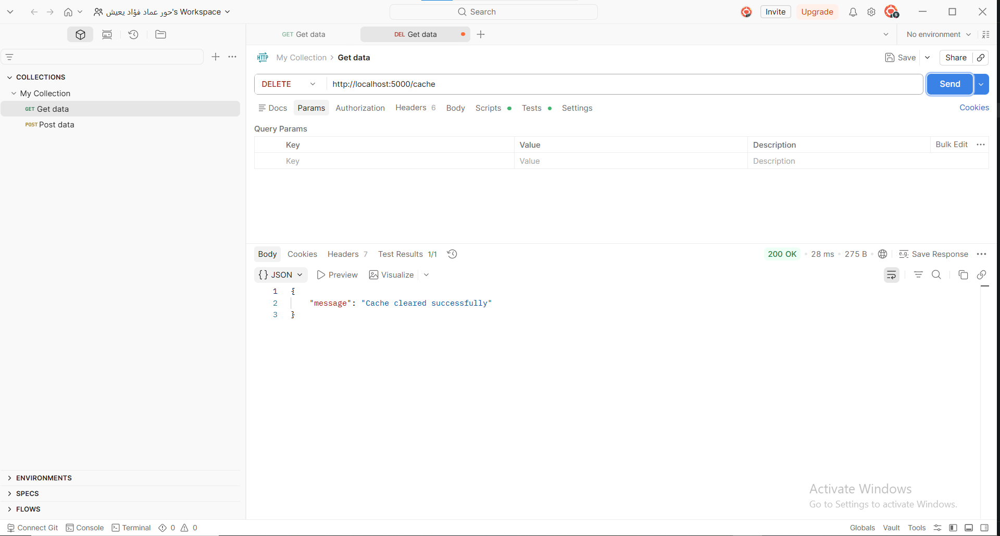 حور عماد فؤاد يعيش's Workspace
Search
Invite
Upgrade
GET Get data
DEL Get data
No environment
HTTP My Collection > Get data
Save
Share
COLLECTIONS
My Collection
GET Get data
POST Post data
DELETE
http://localhost:5000/cache
Send
Docs Params Authorization Headers 6 Body Scripts Tests Settings
Cookies
Query Params
Key Value Description Bulk Edit
Key Value Description
Body Cookies Headers 7 Test Results 1/1
200 OK 28 ms 275 B e.g. Save Response
{} JSON Preview Visualize
1 {
2 "message": "Cache cleared successfully"
3 }
ENVIRONMENTS
SPECS
FLOWS
Activate Windows
Go to Settings to activate Windows.
Connect Git Console Terminal 0 0
Globals Vault Tools